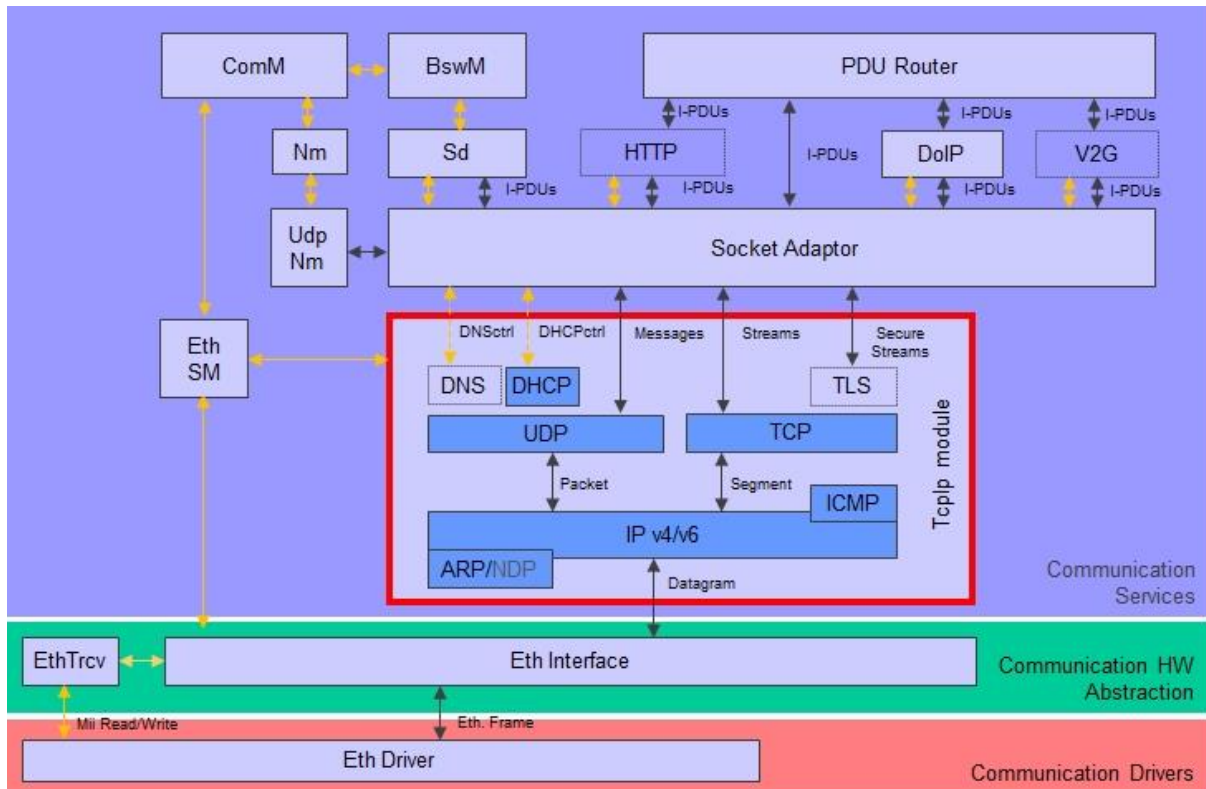 ComM
BswM
PDU Router
I-PDUs
I-PDUs
I-PDUs
Nm
Sd
HTTP
I-PDUs
DoIP
V2G
I-PDUs
I-PDUs
I-PDUs
I-PDUs
Udp
Nm
Socket Adaptor
Eth
SM
DNSctrl
DHCPctrl
Messages
Streams
Secure
Streams
DNS
DHCP
TLS
UDP
TCP
TcpIp module
Packet
Segment
ICMP
IP v4/v6
ARP/NDP
Datagram
Communication
Services
EthTrcv
Eth Interface
Communication HW
Abstraction
Mii Read/Write
Eth. Frame
Eth Driver
Communication Drivers